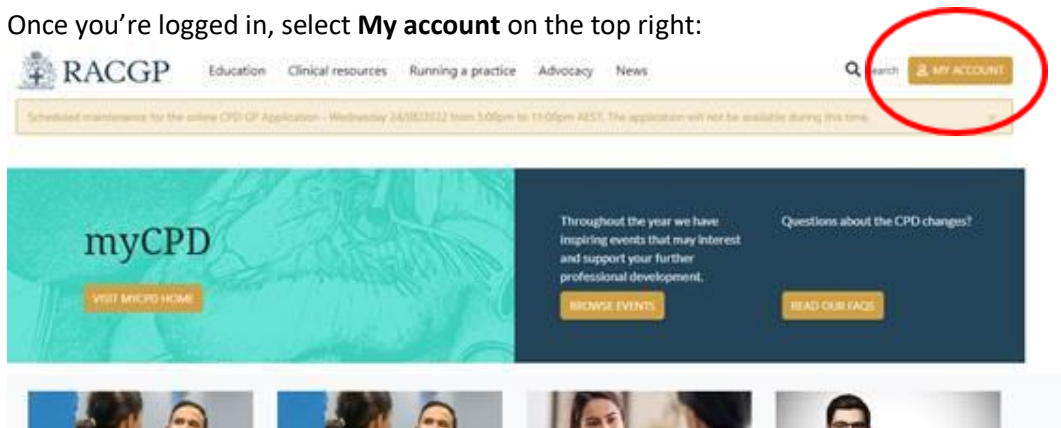 Once you’re logged in, select My account on the top right:
RACGP Education Clinical resources Running a practice Advocacy News Search MY ACCOUNT
Scheduled maintenance for the online CPD GP Application - Wednesday 24/08/2022 from 5:00pm to 11:00pm AEST. The application will not be available during this time. ×
myCPD
VISIT MYCPD HOME
Throughout the year we have
inspiring events that may interest
and support your further
professional development.
BROWSE EVENTS
Questions about the CPD changes?
READ OUR FAQS